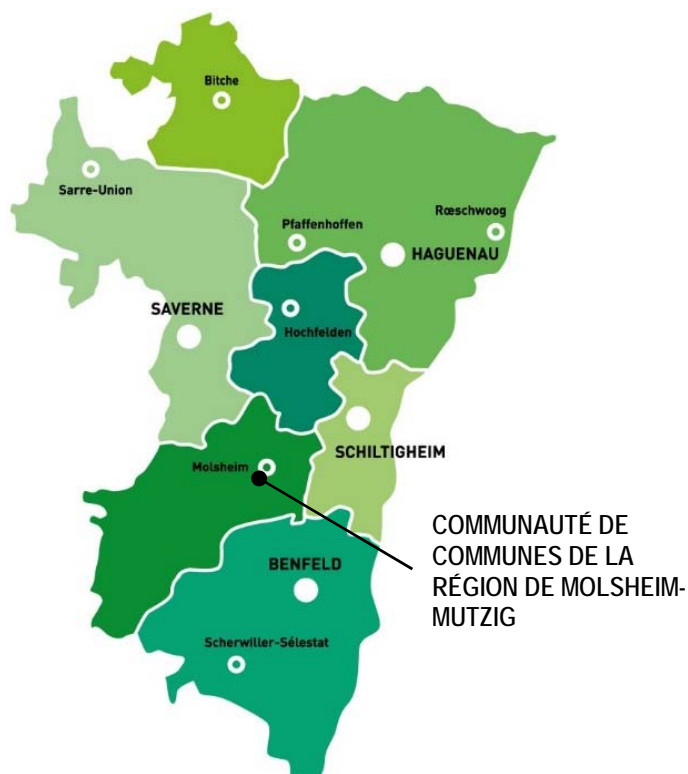 Bitche
Sarre-Union
Pfaffenhoffen
Rœschwoog
HAGUENAU
SAVERNE
Hochfelden
SCHILTIGHEIM
Molsheim
COMMUNAUTÉ DE
COMMUNES DE LA
RÉGION DE MOLSHEIM-
MUTZIG
BENFELD
Scherwiller-Sélestat